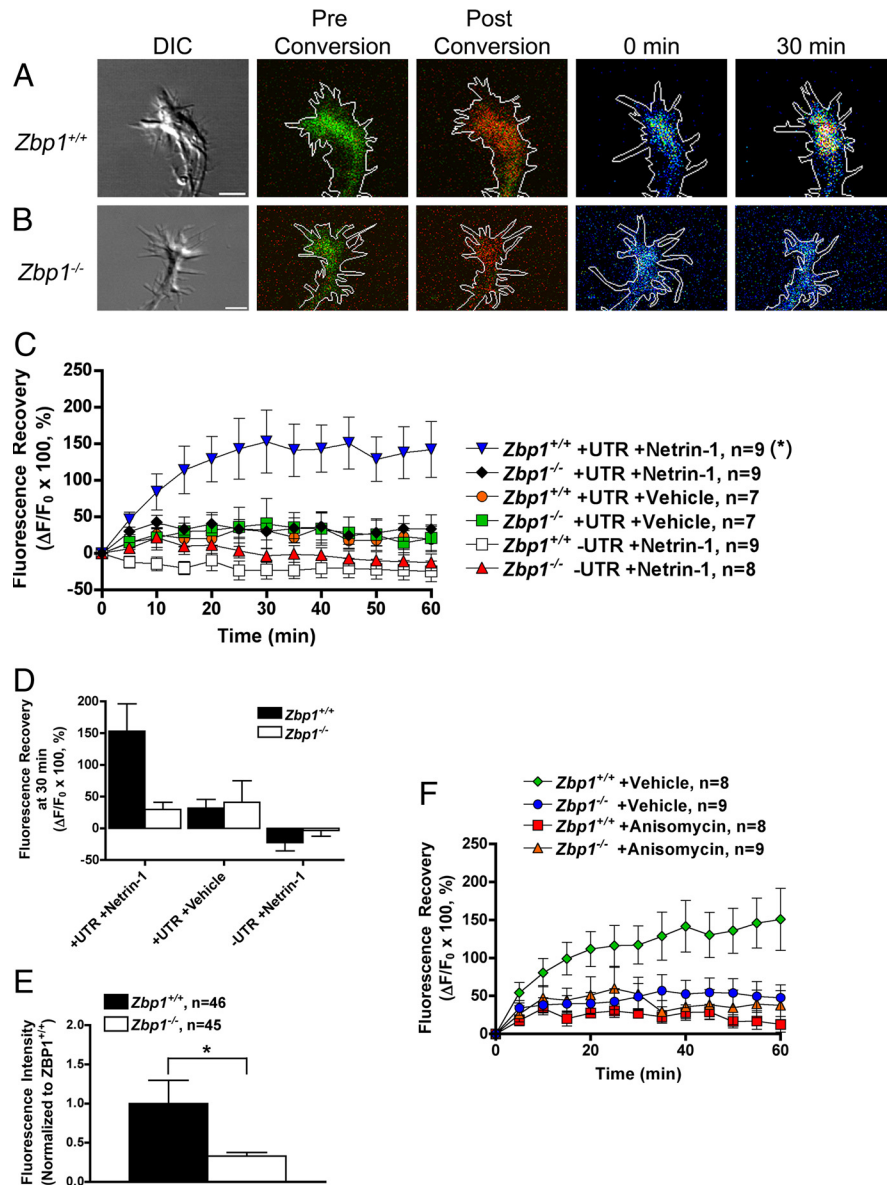 DIC
Pre
Conversion
Post
Conversion
0 min
30 min
A
Zbp1+/+
B
Zbp1-/-
C
Fluorescence Recovery
(ΔF/F0 x 100, %)
250
200
150
100
50
0
-50
0 10 20 30 40 50 60
Time (min)
Zbp1+/+ +UTR +Netrin-1, n=9 (*)
Zbp1-/- +UTR +Netrin-1, n=9
Zbp1+/+ +UTR +Vehicle, n=7
Zbp1-/- +UTR +Vehicle, n=7
Zbp1+/+ -UTR +Netrin-1, n=9
Zbp1-/- -UTR +Netrin-1, n=8
D
Fluorescence Recovery
at 30 min
(ΔF/F0 x 100, %)
200
150
100
50
0
-50
Zbp1+/+
Zbp1-/-
+UTR +Netrin-1
+UTR +Vehicle
-UTR +Netrin-1
E
Zbp1+/+, n=46
Zbp1-/-, n=45
Fluorescence Intensity
(Normalized to ZBP1+/+)
2.0
1.5
1.0
0.5
0.0
*
F
Zbp1+/+ +Vehicle, n=8
Zbp1-/- +Vehicle, n=9
Zbp1+/+ +Anisomycin, n=8
Zbp1-/- +Anisomycin, n=9
Fluorescence Recovery
(ΔF/F0 x 100, %)
250
200
150
100
50
0
0 20 40 60
Time (min)